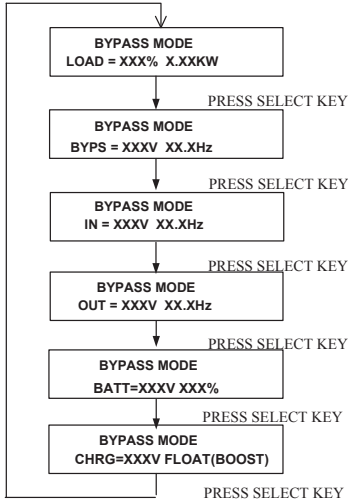 BYPASS MODE
LOAD = XXX% X.XXKW
PRESS SELECT KEY
BYPASS MODE
BYPS = XXXV XX.XHz
PRESS SELECT KEY
BYPASS MODE
IN = XXXV XX.XHz
PRESS SELECT KEY
BYPASS MODE
OUT = XXXV XX.XHz
PRESS SELECT KEY
BYPASS MODE
BATT=XXXV XXX%
PRESS SELECT KEY
BYPASS MODE
CHRG=XXXV FLOAT(BOOST)
PRESS SELECT KEY